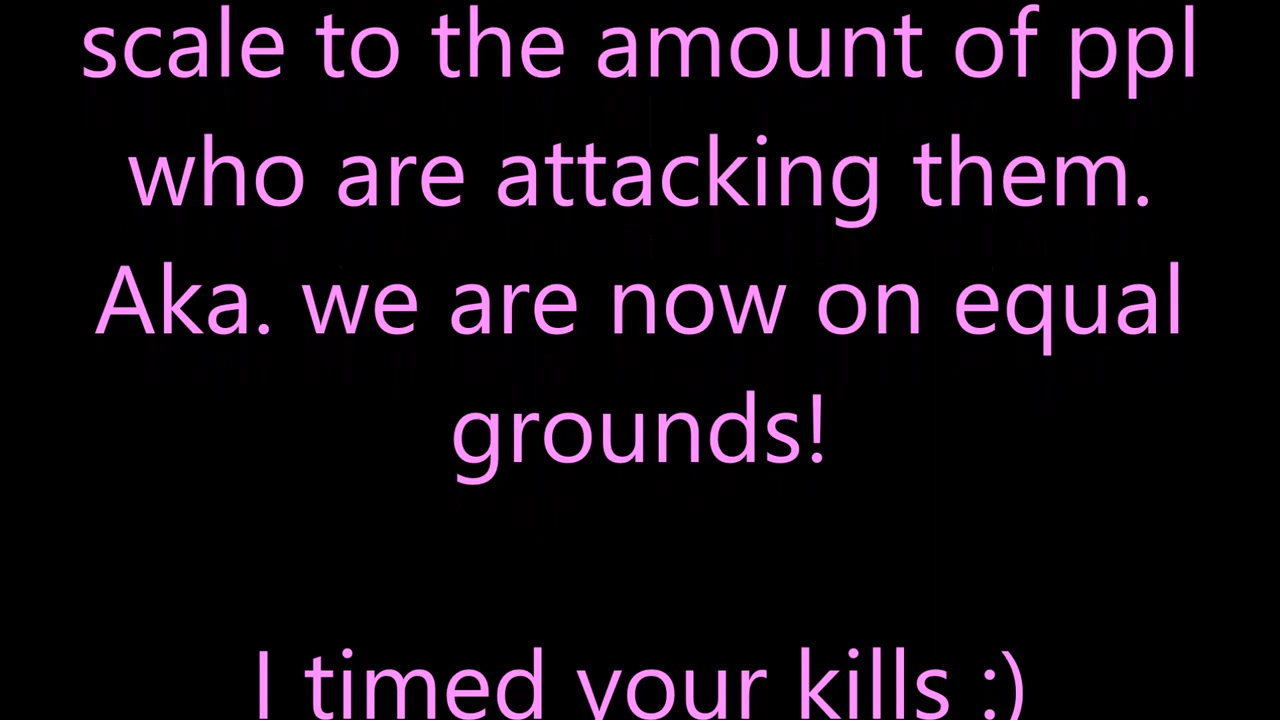 scale to the amount of ppl
who are attacking them.
Aka. we are now on equal
grounds!
I timed your kills :)